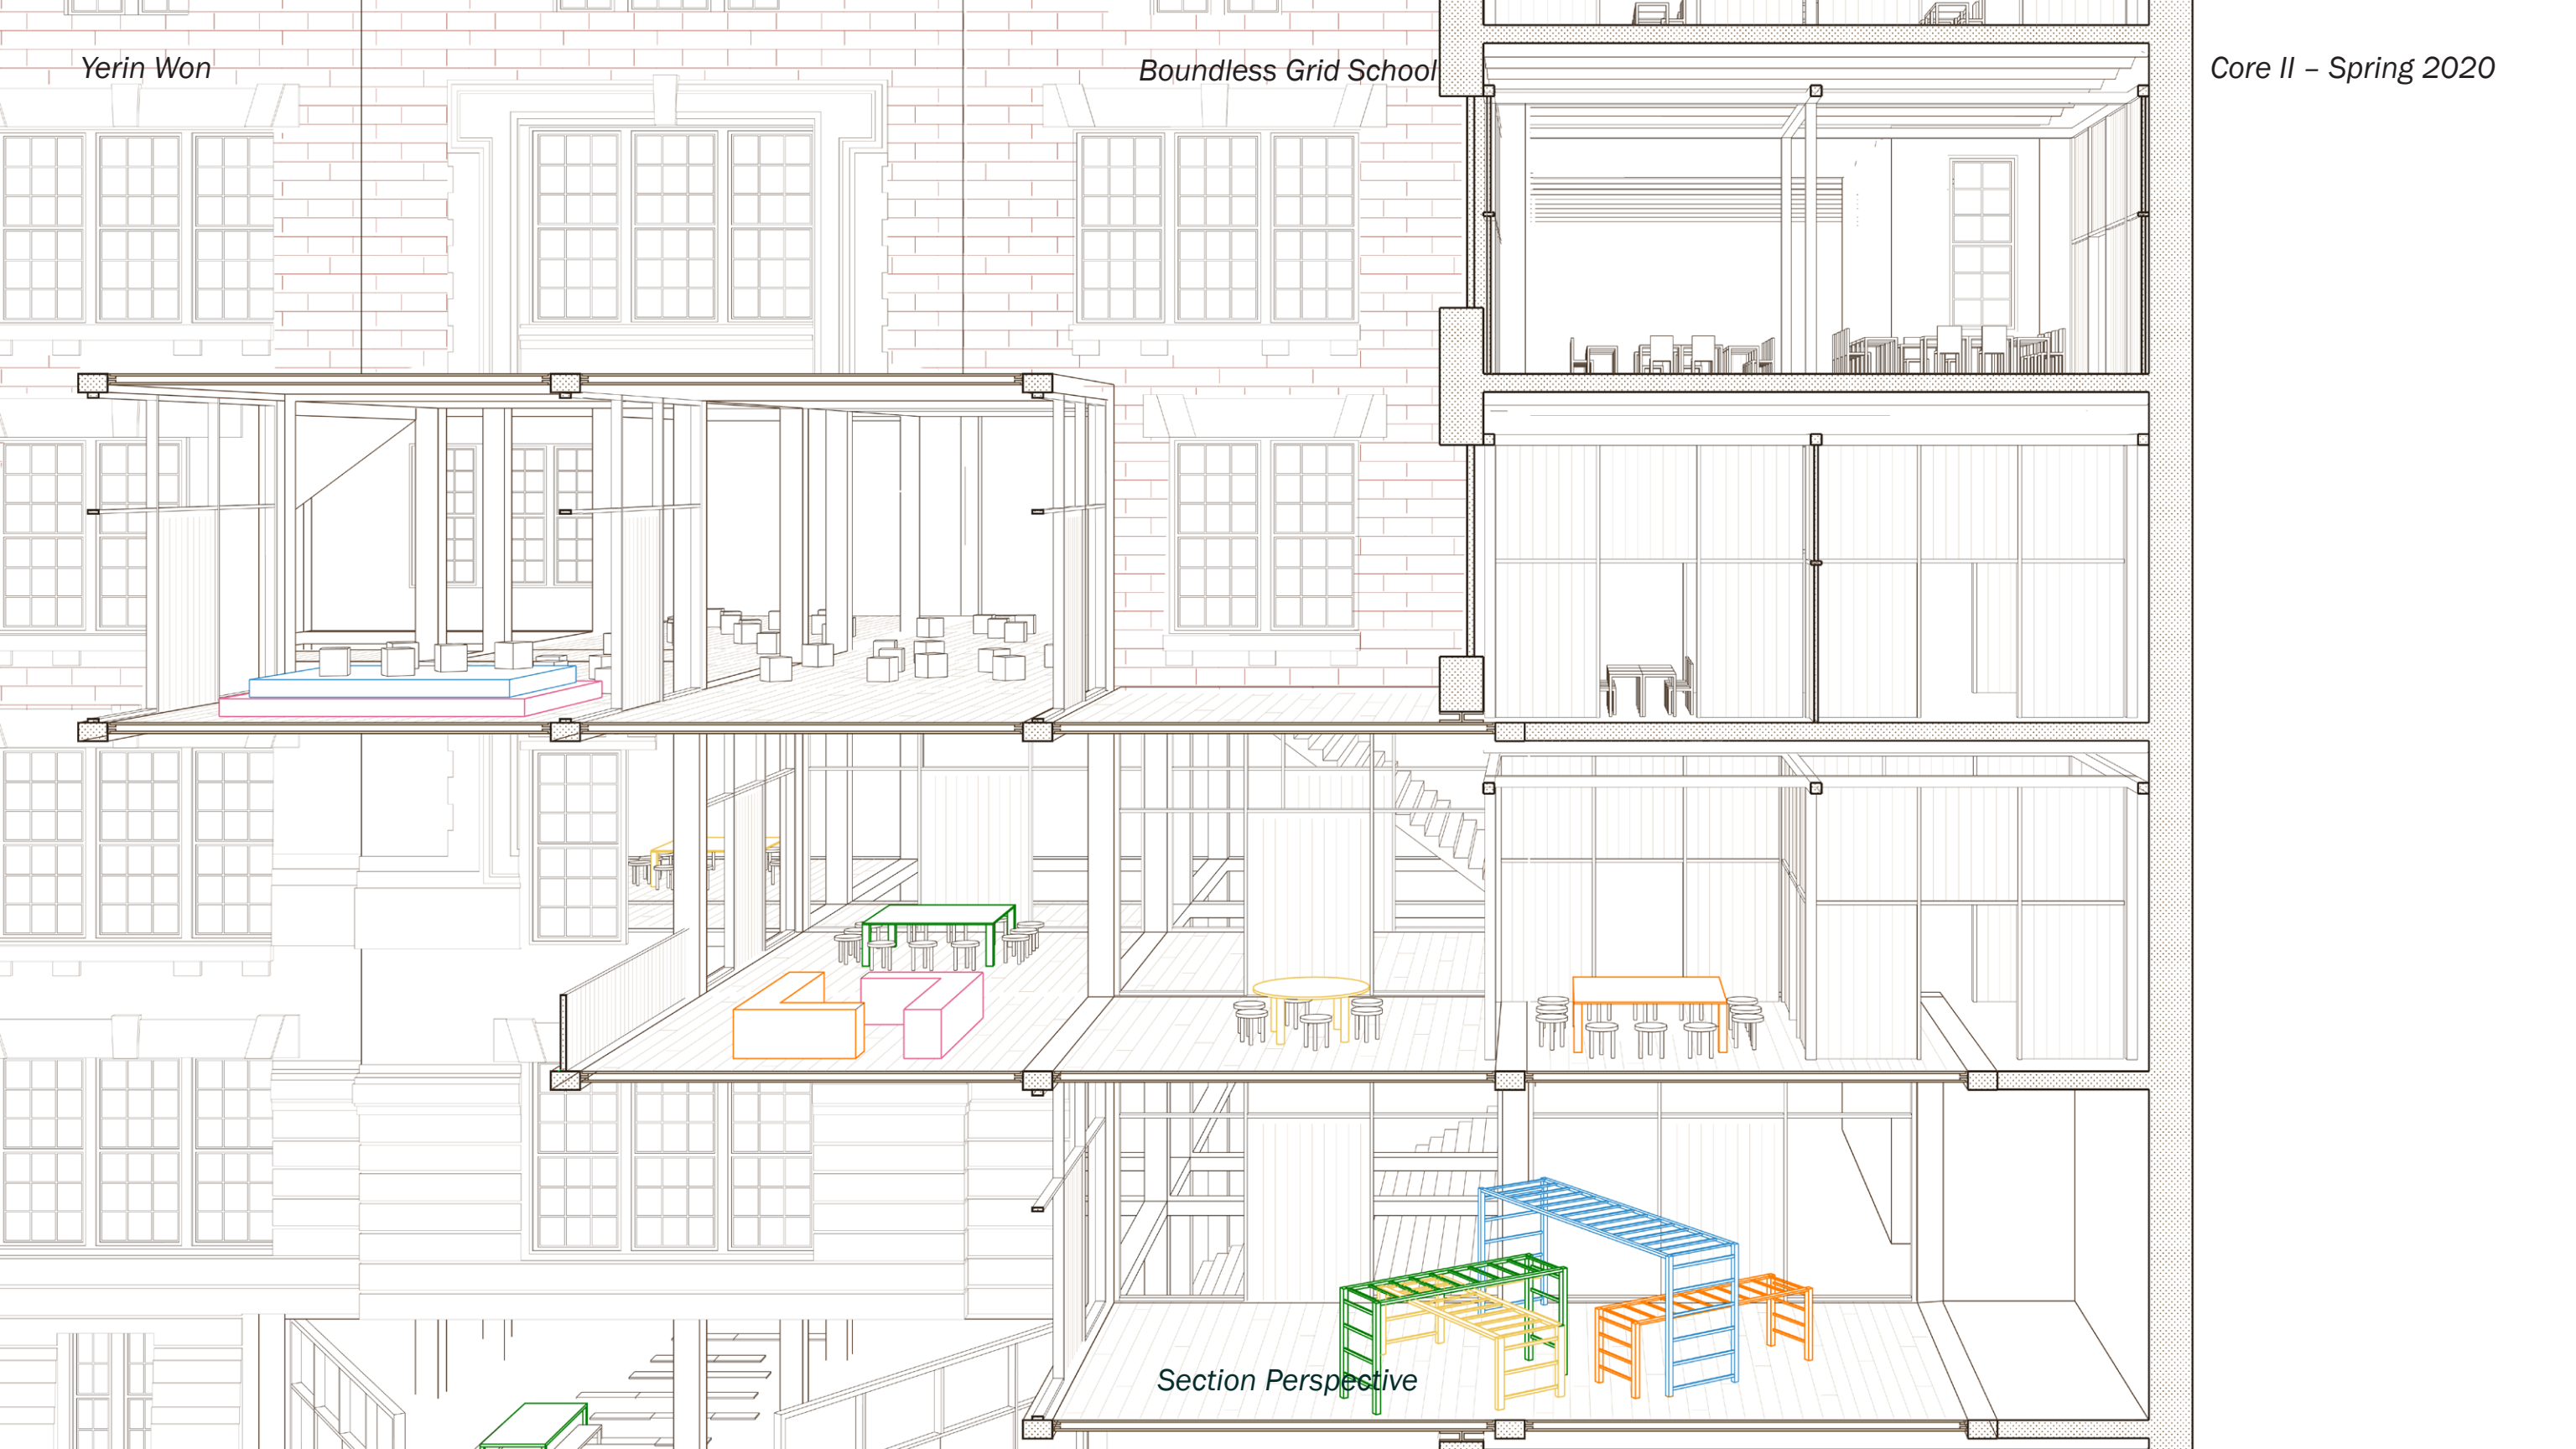 Yerin Won
Boundless Grid School
Core II – Spring 2020
Section Perspective